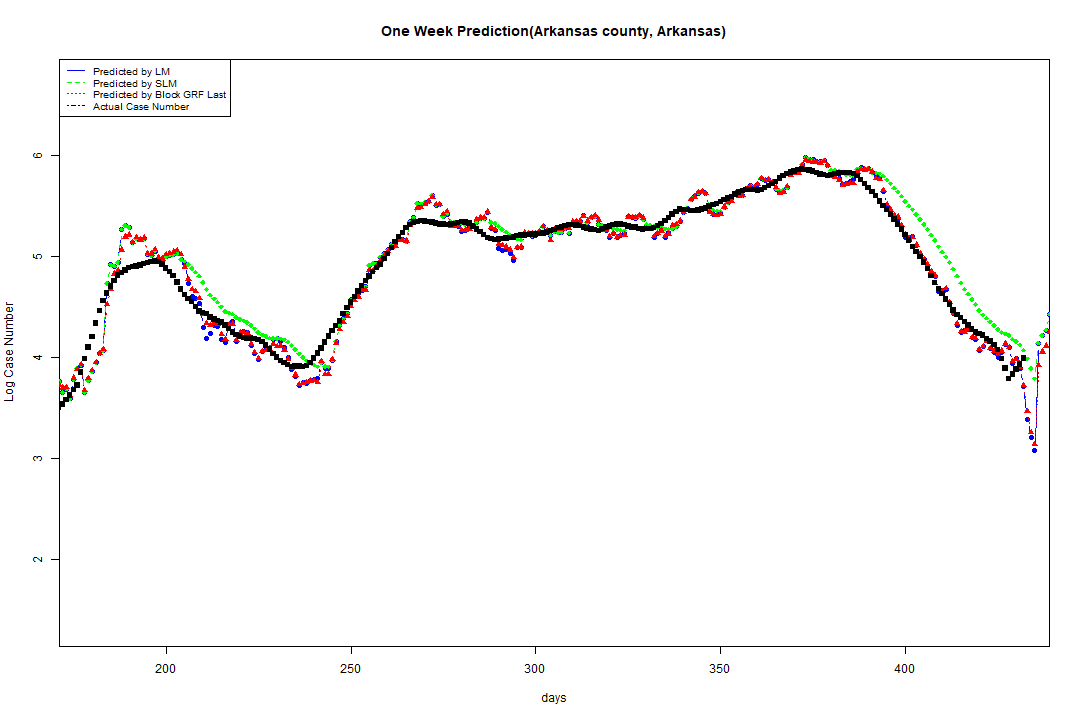 One Week Prediction(Arkansas county, Arkansas)
Predicted by LM
Predicted by SLM
Predicted by Block GRF Last
Actual Case Number
6
5
4
3
2
Log Case Number
200 250 300 350 400
days